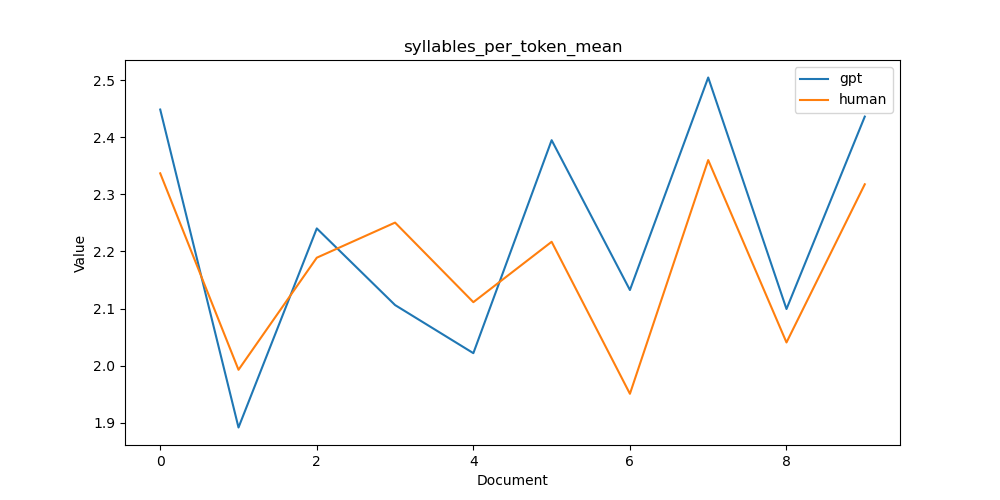 syllables_per_token_mean
gpt
human
2.5
2.4
2.3
2.2
2.1
2.0
1.9
Value
0 2 4 6 8
Document